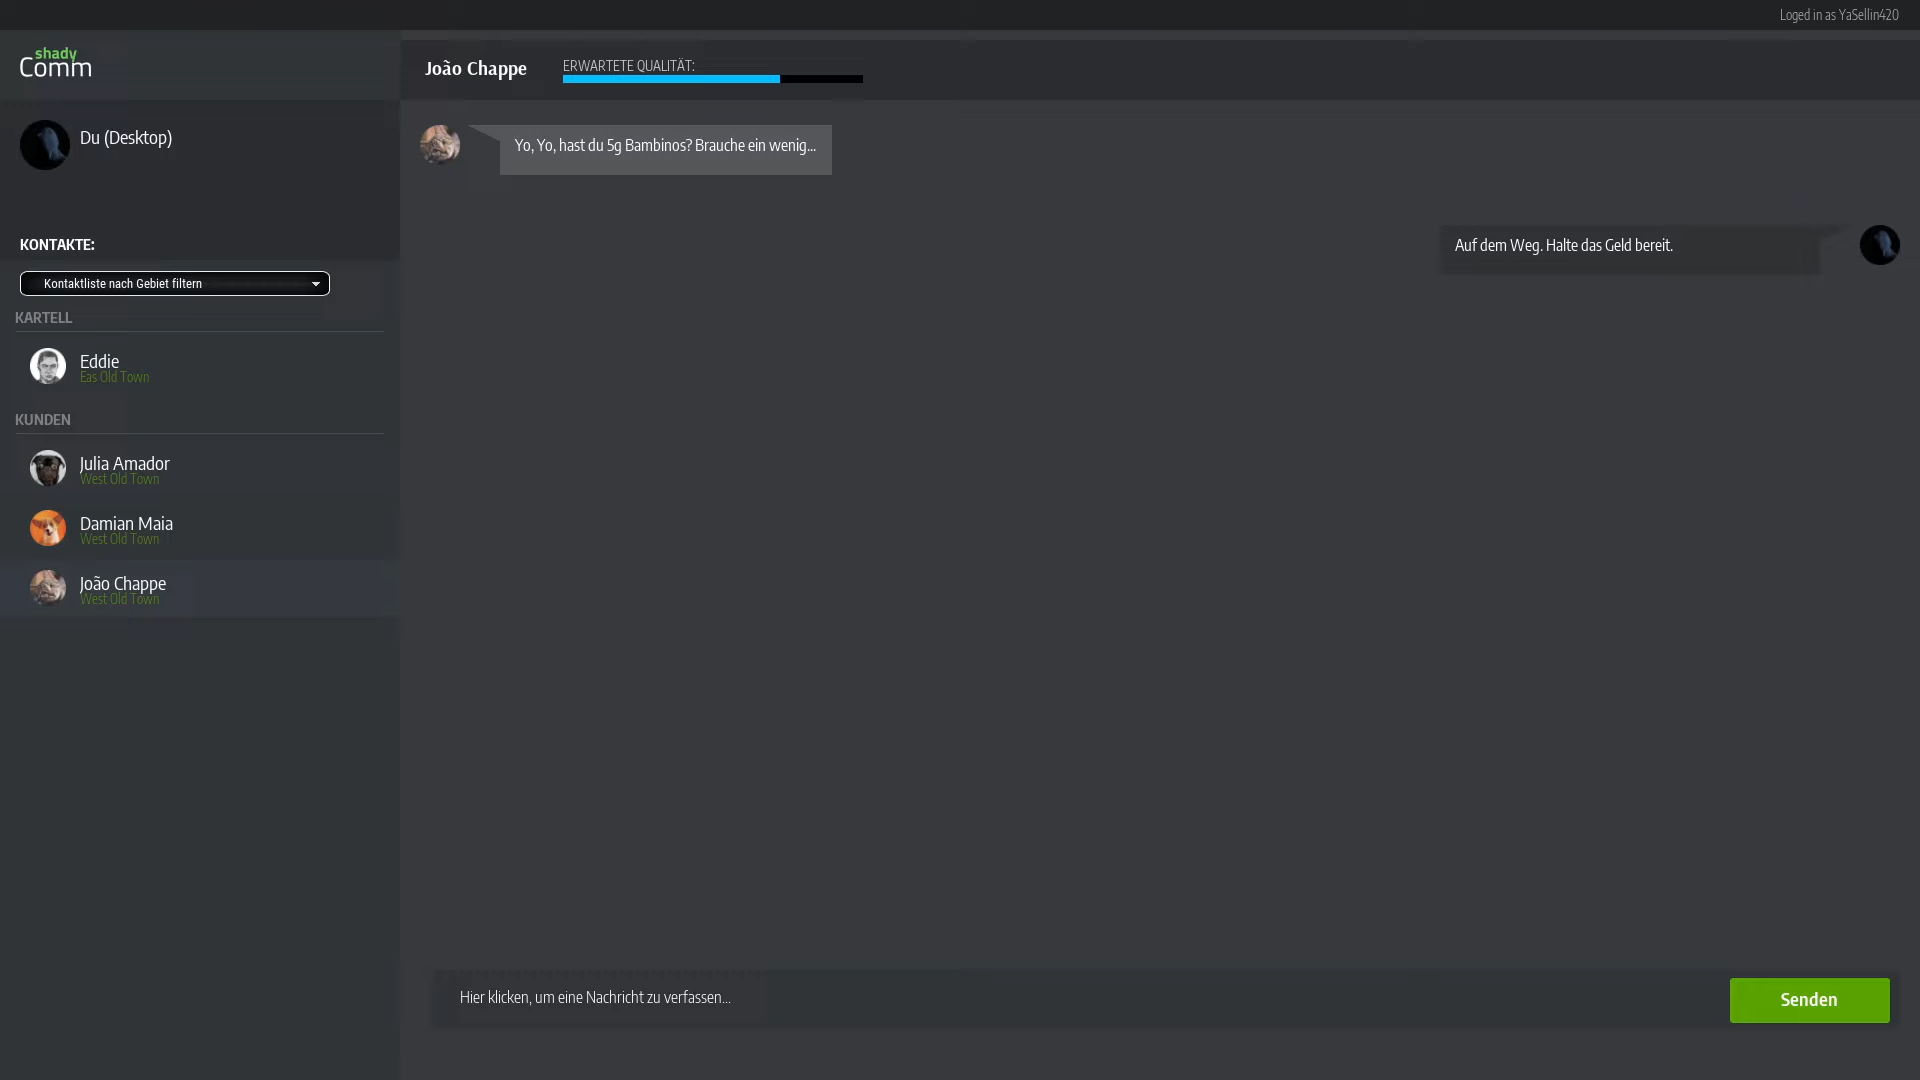 Loged in as YaSellin420
shady
Comm
Du (Desktop)
KONTAKTE:
Kontaktliste nach Gebiet filtern
KARTELL
Eddie
Eas Old Town
KUNDEN
Julia Amador
West Old Town
Damian Maia
West Old Town
João Chappe
West Old Town
João Chappe
ERWARTETE QUALITÄT:
Yo, Yo, hast du 5g Bambinos? Brauche ein wenig...
Auf dem Weg. Halte das Geld bereit.
Hier klicken, um eine Nachricht zu verfassen...
Senden